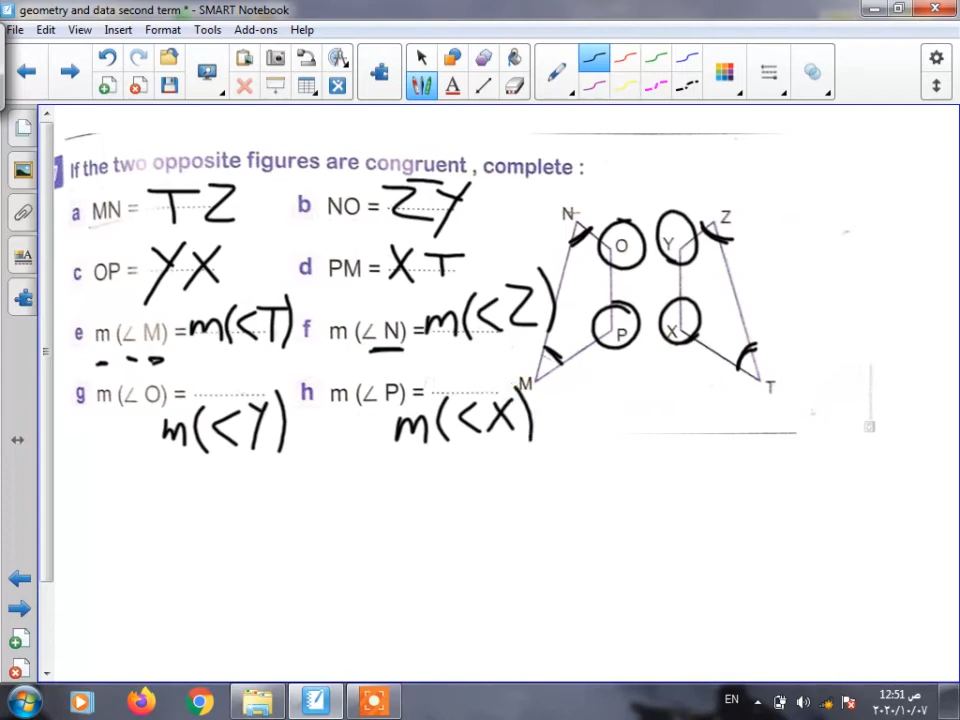 geometry and data second term * - SMART Notebook
File Edit View Insert Format Tools Add-ons Help
If the two opposite figures are congruent , complete :
a MN = TZ b NO = ZY
c OP = YX d PM = XT
e m (∠ M) = m(<T) f m (∠ N) = m(<Z)
g m (∠ O) = .............. h m (∠ P) = ..............
m(<Y) m(<X)
N O Y Z
P X
M T
EN 12:51 ص
٢٠٢٠/١٠/٠٧